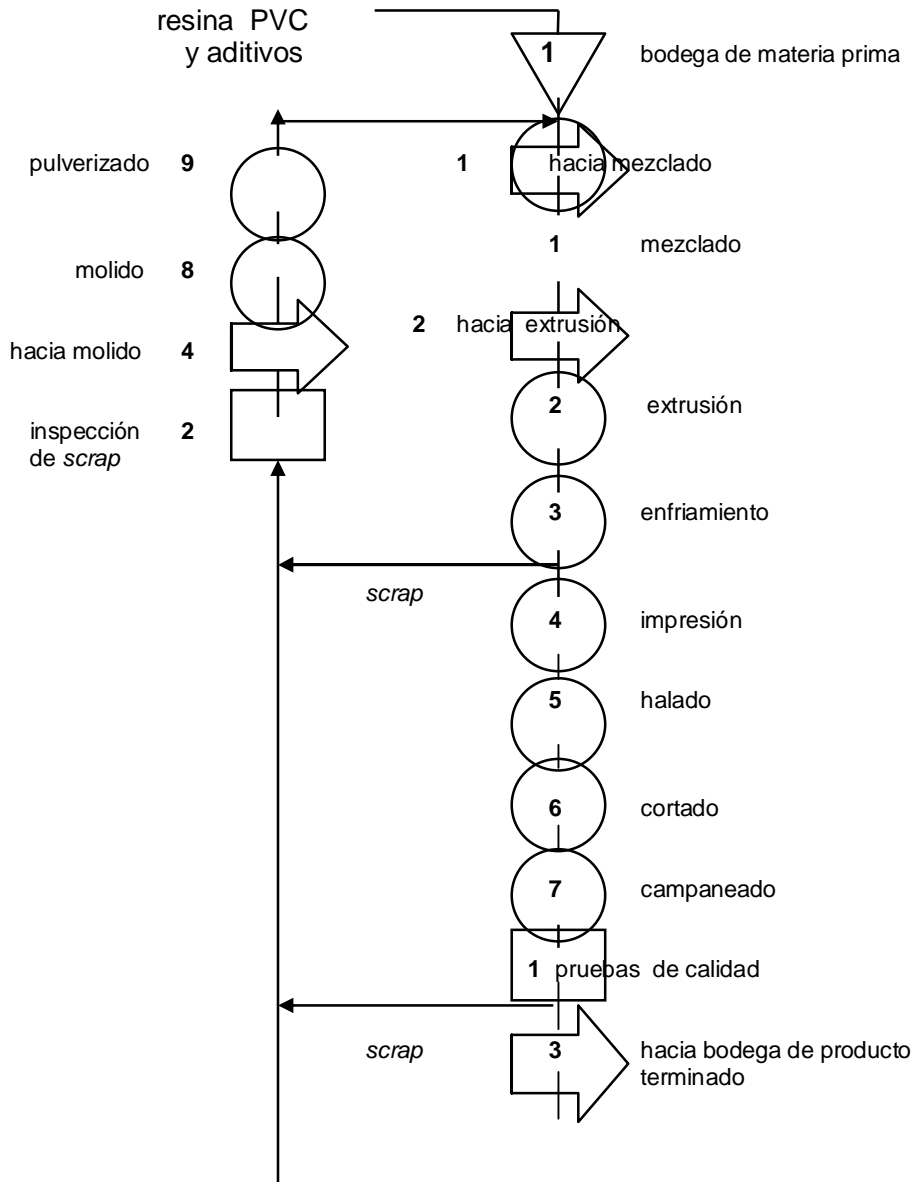 resina PVC
y aditivos
1 bodega de materia prima
pulverizado 9
1 hacia mezclado
1 mezclado
molido 8
2 hacia extrusión
hacia molido 4
2 extrusión
inspección 2
de scrap
3 enfriamiento
scrap
4 impresión
5 halado
6 cortado
7 campaneado
1 pruebas de calidad
scrap
3 hacia bodega de producto
terminado